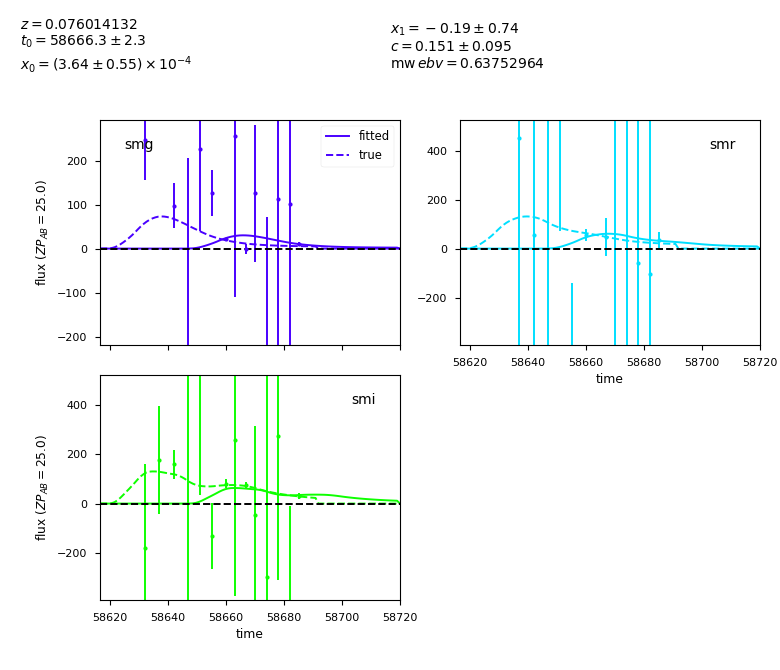 z = 0.076014132
t₀ = 58666.3 ± 2.3
x₀ = (3.64 ± 0.55) × 10⁻⁴
x₁ = −0.19 ± 0.74
c = 0.151 ± 0.095
mw ebv = 0.63752964
smg
fitted
true
200
100
0
−100
−200
flux (ZP_AB = 25.0)
smr
400
200
0
−200
58620 58640 58660 58680 58700 58720
time
smi
400
200
0
−200
flux (ZP_AB = 25.0)
58620 58640 58660 58680 58700 58720
time